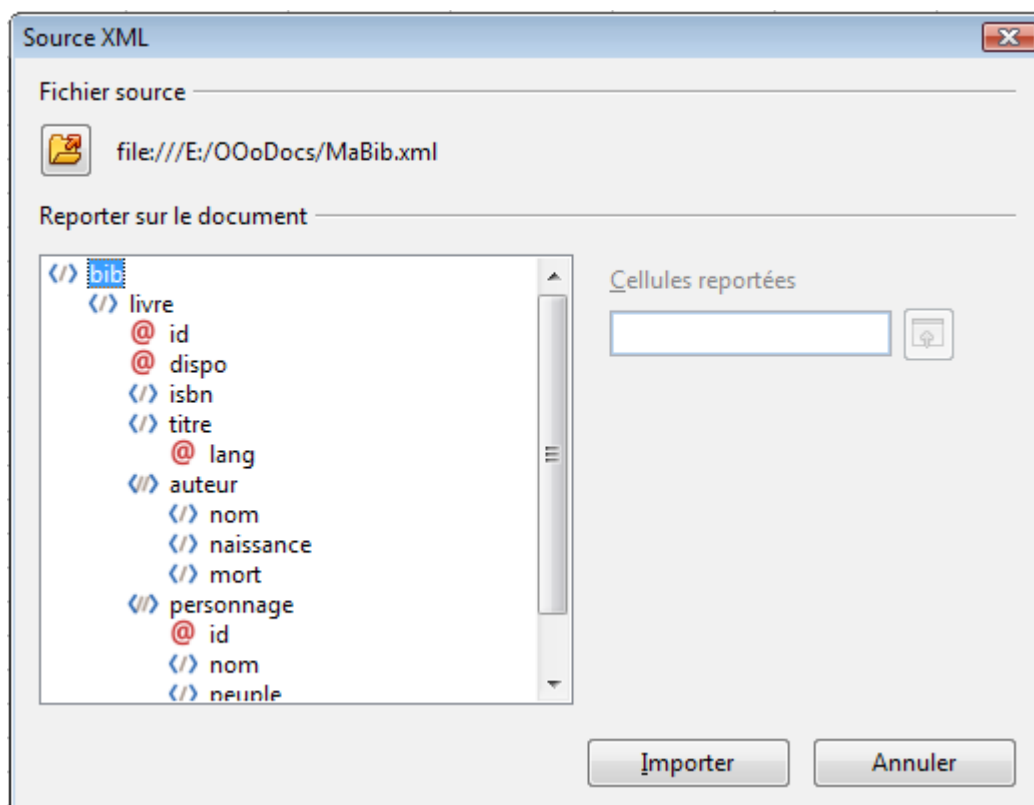 Source XML
Fichier source
file:///E:/OOoDocs/MaBib.xml
Reporter sur le document
bib
livre
@ id
@ dispo
isbn
titre
@ lang
auteur
nom
naissance
mort
personnage
@ id
nom
peuple
Cellules reportées
Importer
Annuler